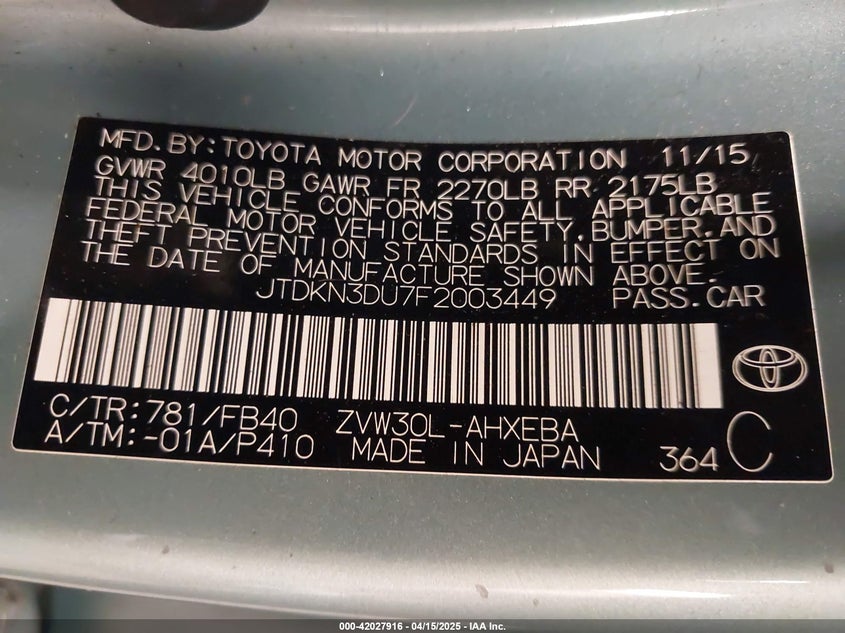 MFD.BY:TOYOTA MOTOR CORPORATION 11/15
GVWR 4010LB GAWR FR 2270LB RR 2175LB
THIS VEHICLE CONFORMS TO ALL APPLICABLE
FEDERAL MOTOR VEHICLE SAFETY,BUMPER,AND
THEFT PREVENTION STANDARDS IN EFFECT ON
THE DATE OF MANUFACTURE SHOWN ABOVE.
JTDKN3DU7F2003449 PASS.CAR
C/TR:781/FB40 ZVW30L-AHXEBA C
A/TM:-01A/P410 MADE IN JAPAN 364
000-42027916 - 04/15/2025 - IAA Inc.